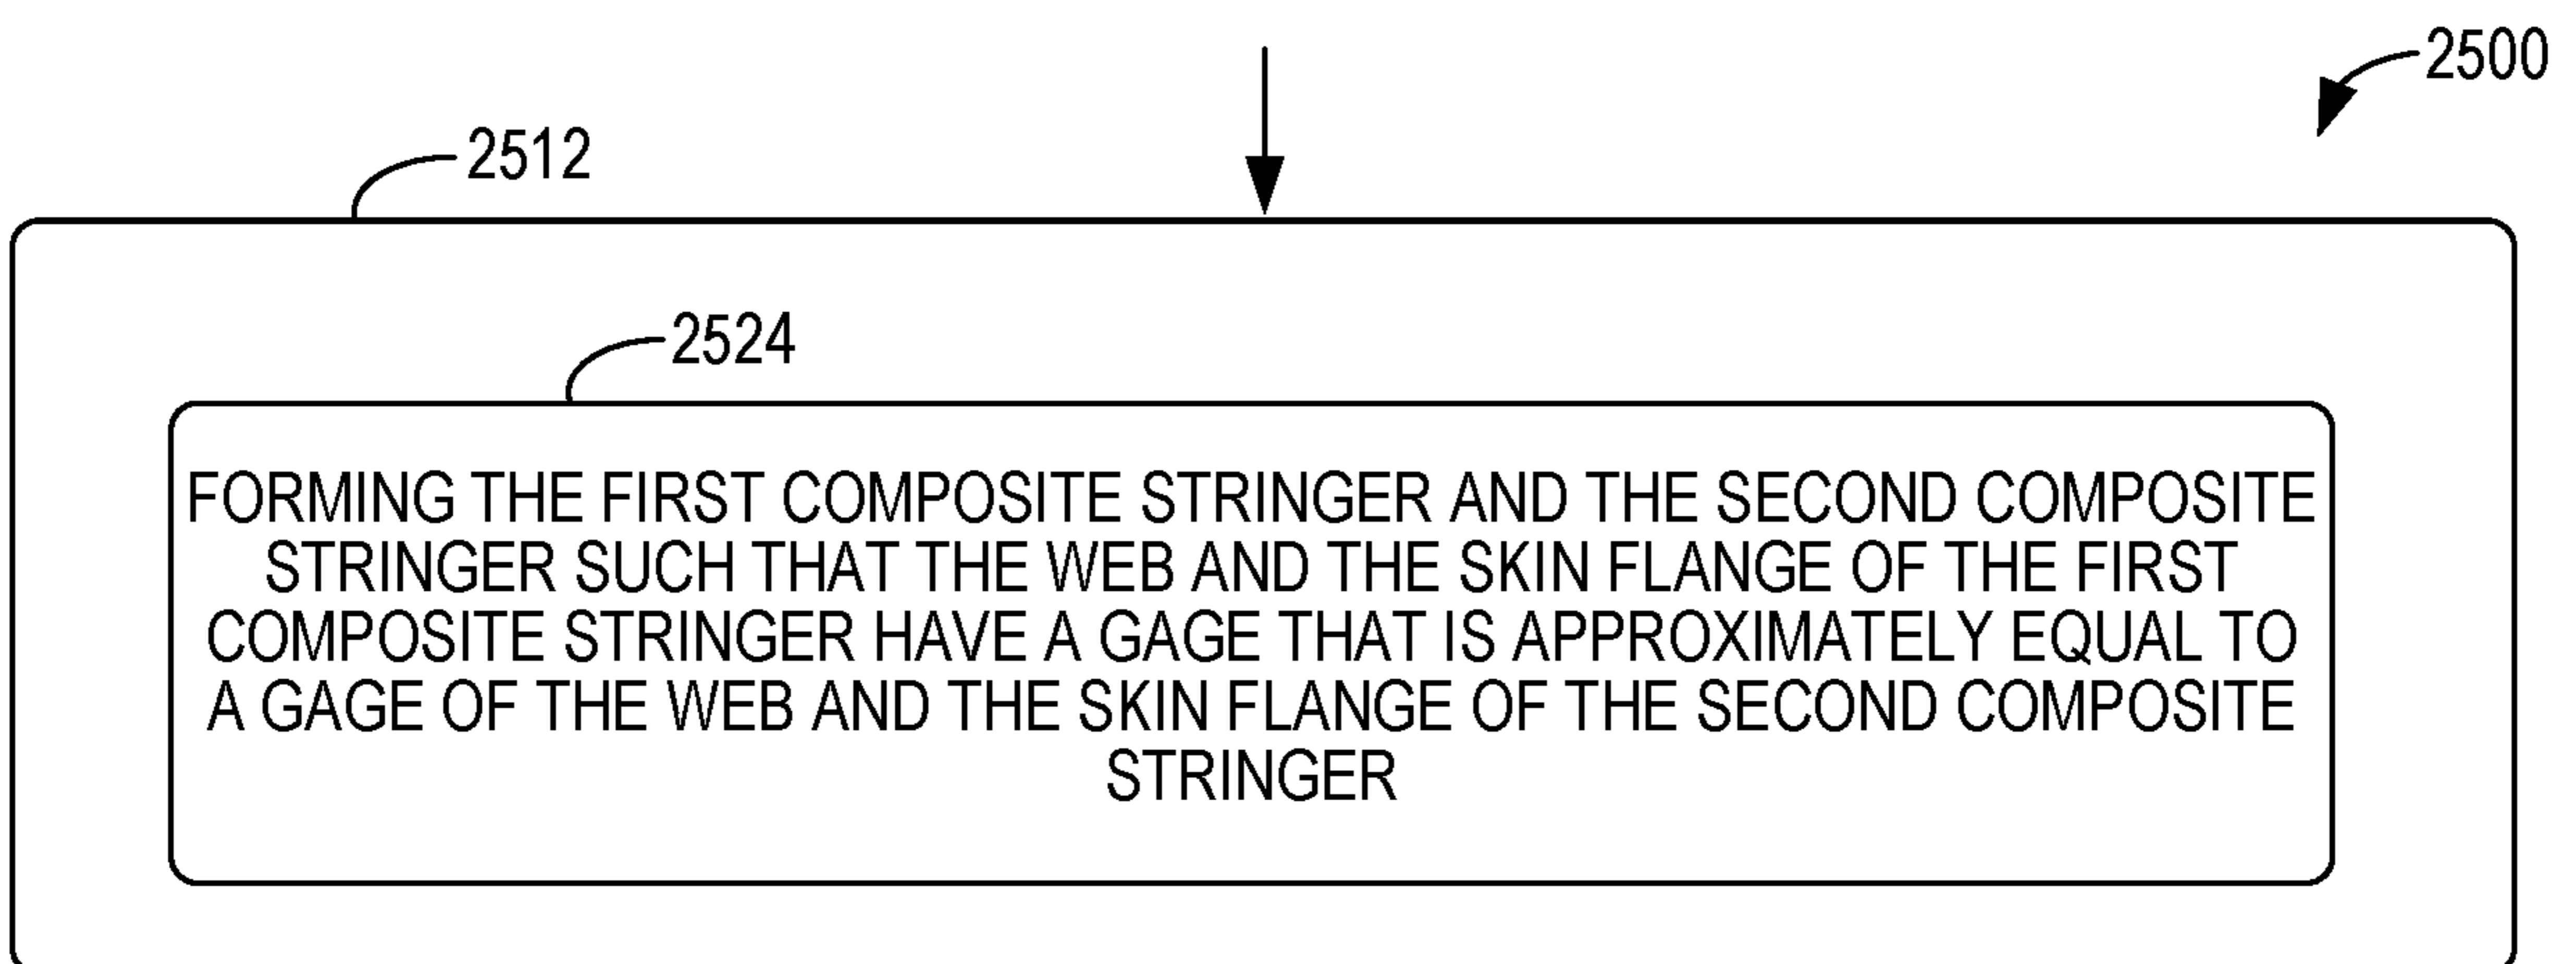 2500
2512
2524
FORMING THE FIRST COMPOSITE STRINGER AND THE SECOND COMPOSITE
STRINGER SUCH THAT THE WEB AND THE SKIN FLANGE OF THE FIRST
COMPOSITE STRINGER HAVE A GAGE THAT IS APPROXIMATELY EQUAL TO
A GAGE OF THE WEB AND THE SKIN FLANGE OF THE SECOND COMPOSITE
STRINGER